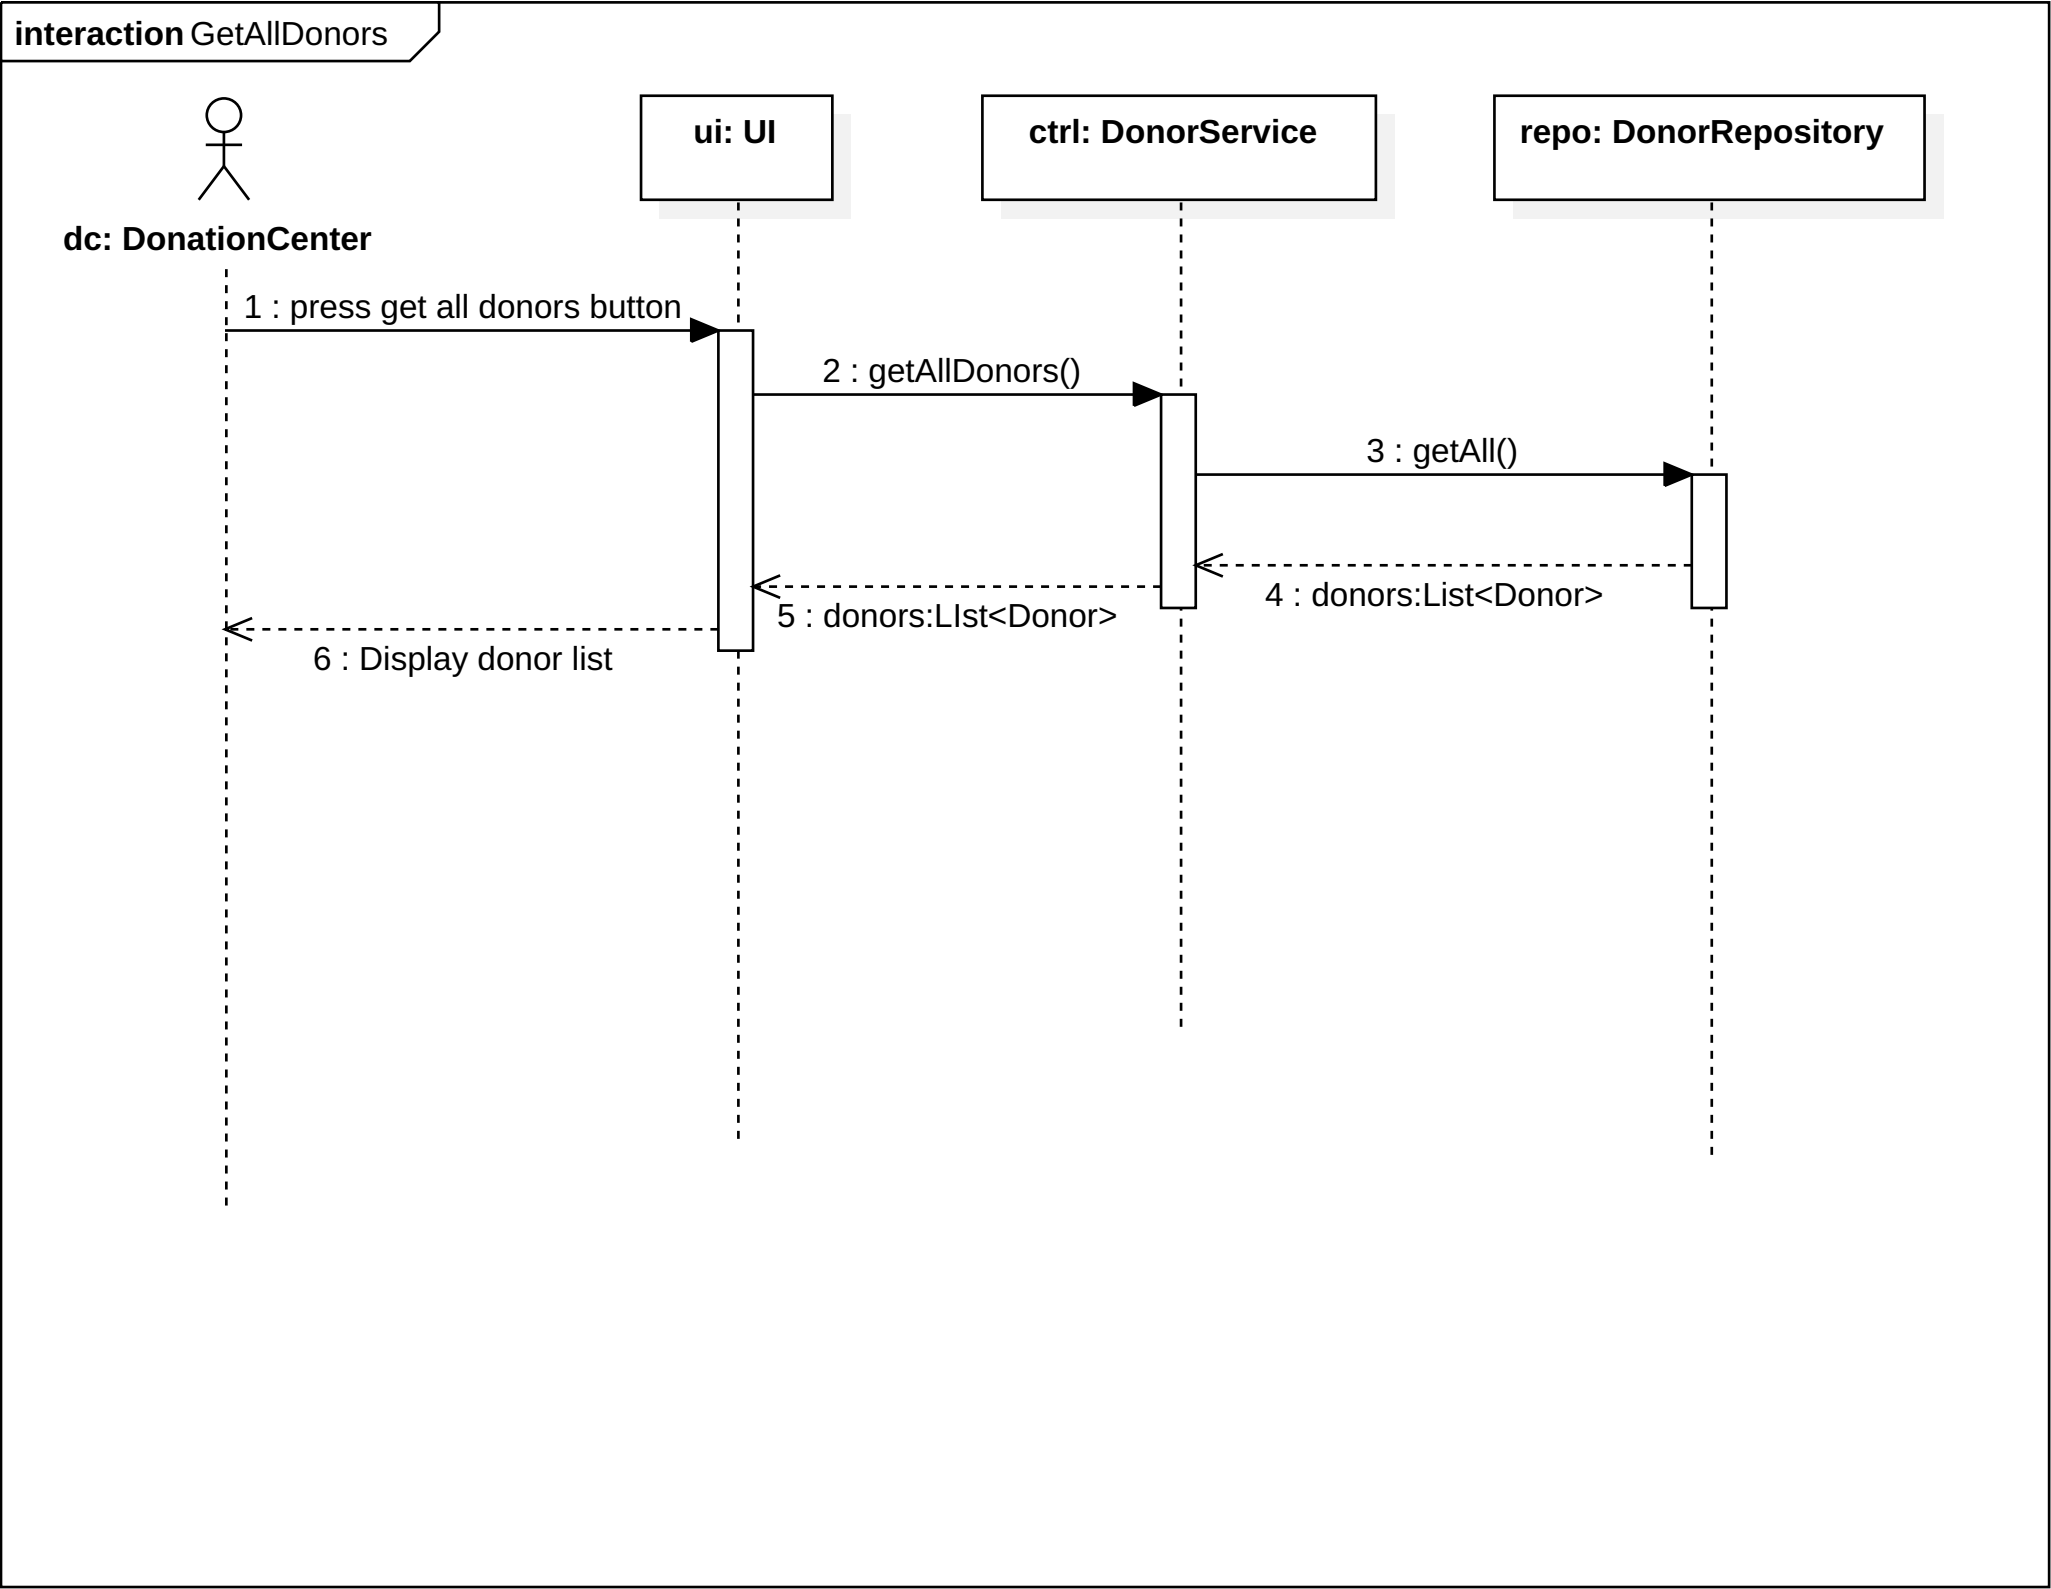 interaction GetAllDonors
dc: DonationCenter
ui: UI
ctrl: DonorService
repo: DonorRepository
1 : press get all donors button
2 : getAllDonors()
3 : getAll()
4 : donors:List<Donor>
5 : donors:LIst<Donor>
6 : Display donor list